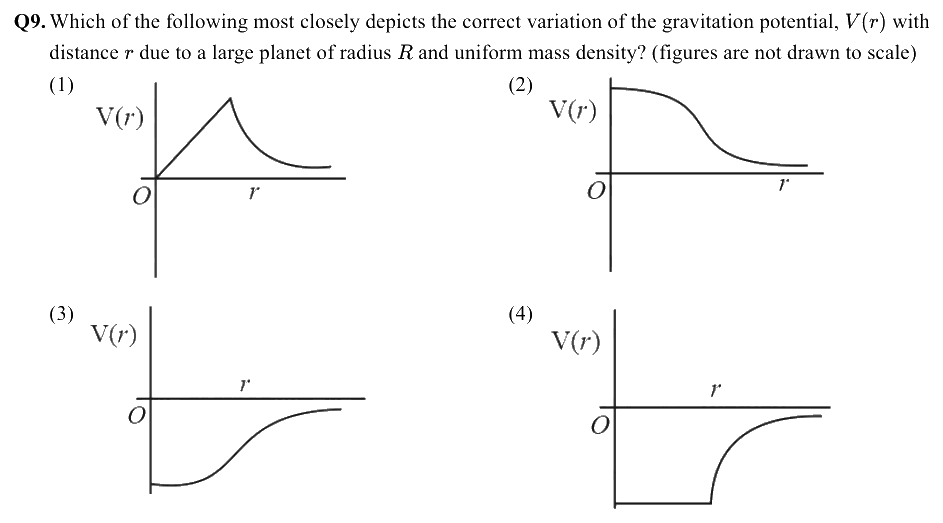 Q9. Which of the following most closely depicts the correct variation of the gravitation potential, V(r) with
distance r due to a large planet of radius R and uniform mass density? (figures are not drawn to scale)
(1)
V(r)
O
r
(2)
V(r)
O
r
(3)
V(r)
O
r
(4)
V(r)
O
r